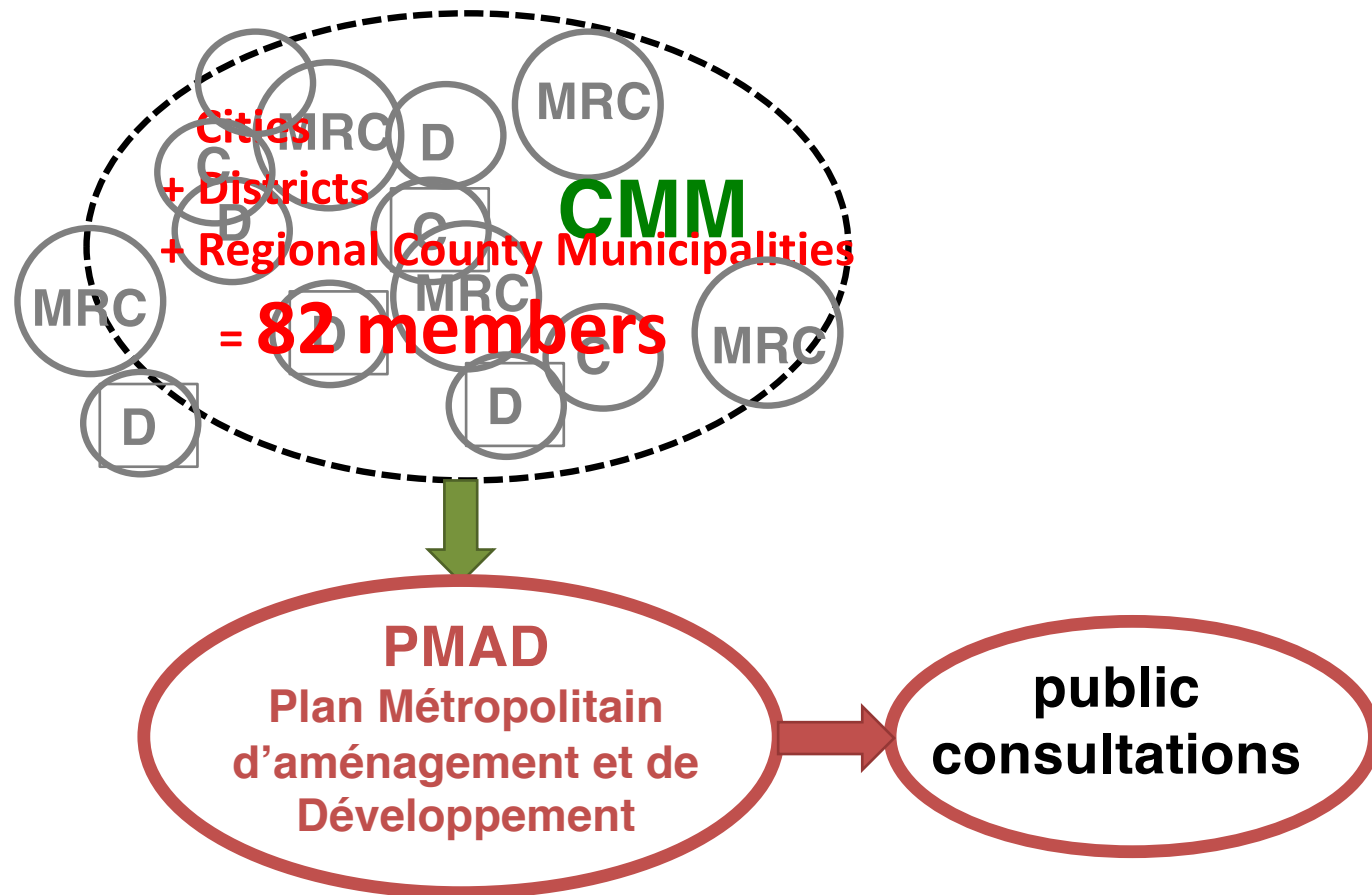 MRC
MRC
D
Cities
C
+ Districts
CMM
D
C
+ Regional County Municipalities
MRC
MRC
MRC
= 82 members
D
C
D
D
PMAD
Plan Métropolitain
d'aménagement et de
Développement
public
consultations